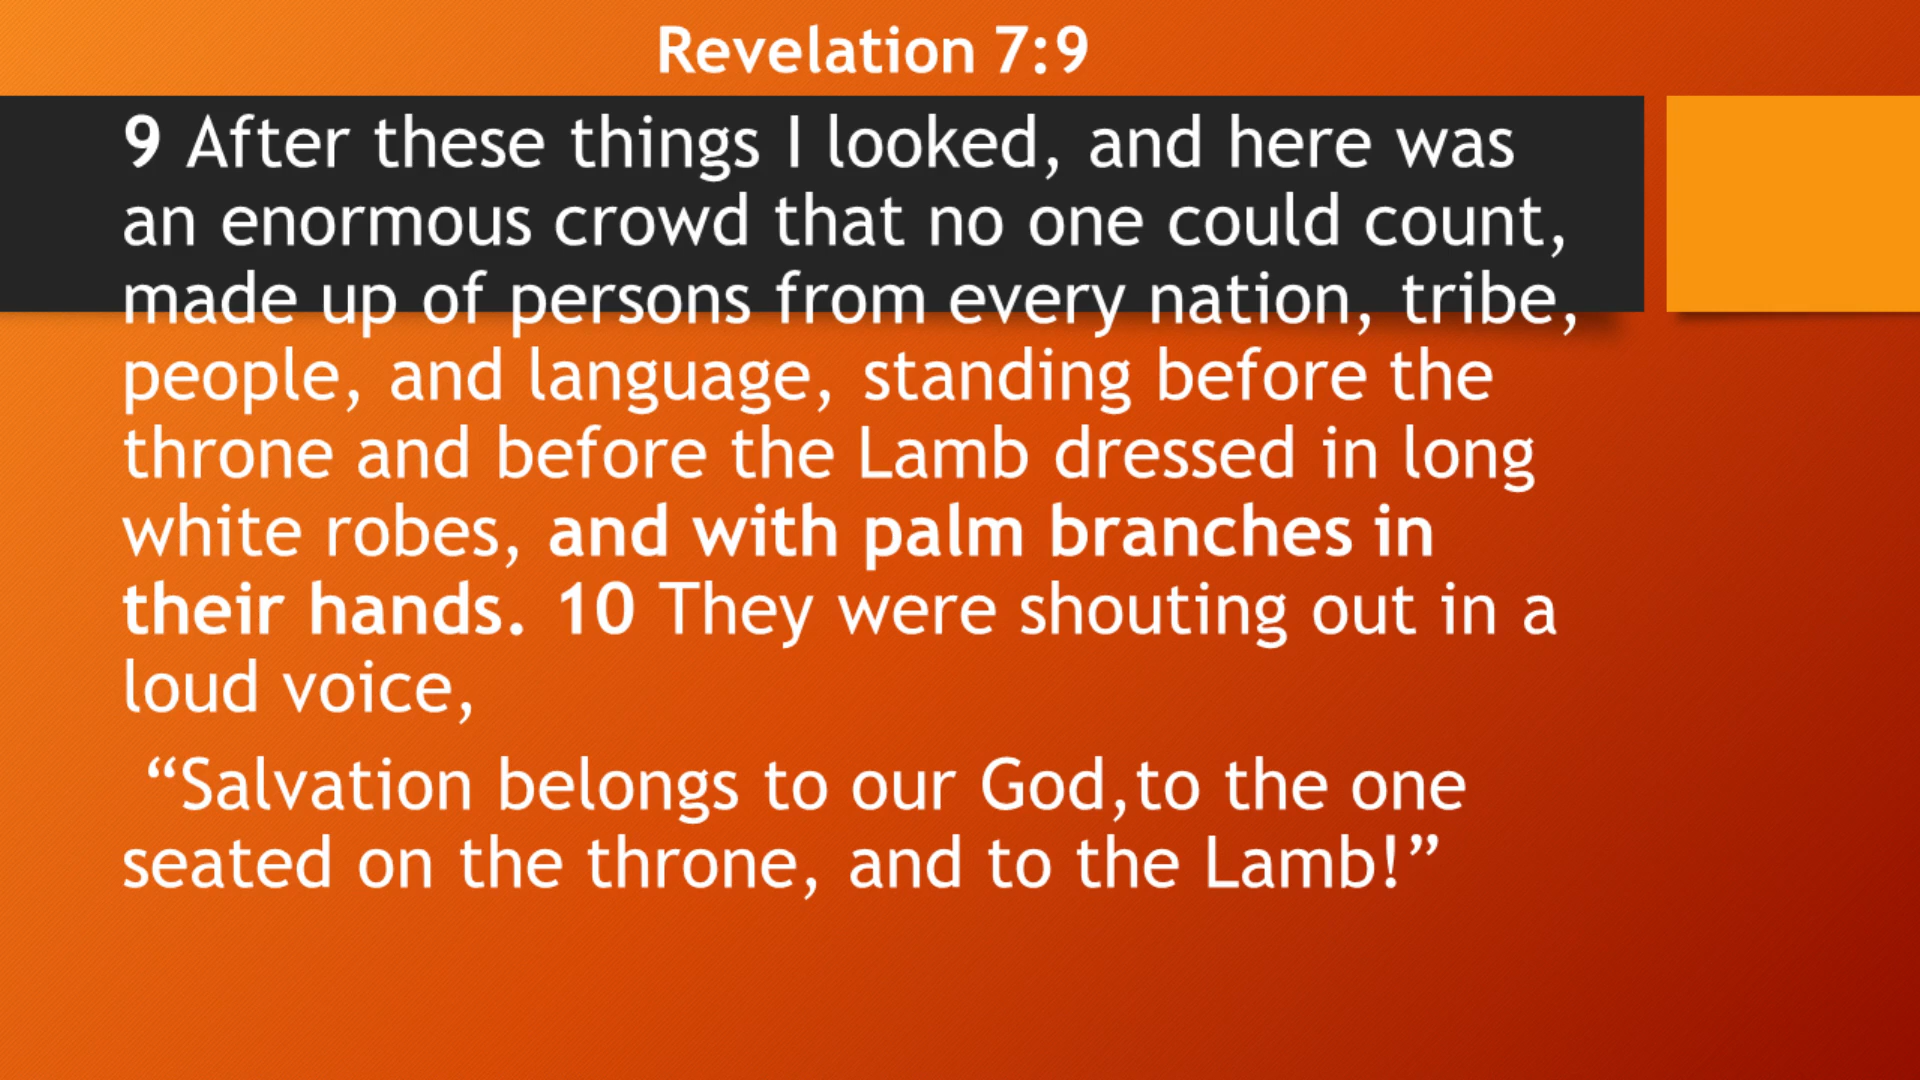 Revelation 7:9
9 After these things I looked, and here was
an enormous crowd that no one could count,
made up of persons from every nation, tribe,
people, and language, standing before the
throne and before the Lamb dressed in long
white robes, and with palm branches in
their hands. 10 They were shouting out in a
loud voice,
“Salvation belongs to our God,to the one
seated on the throne, and to the Lamb!”